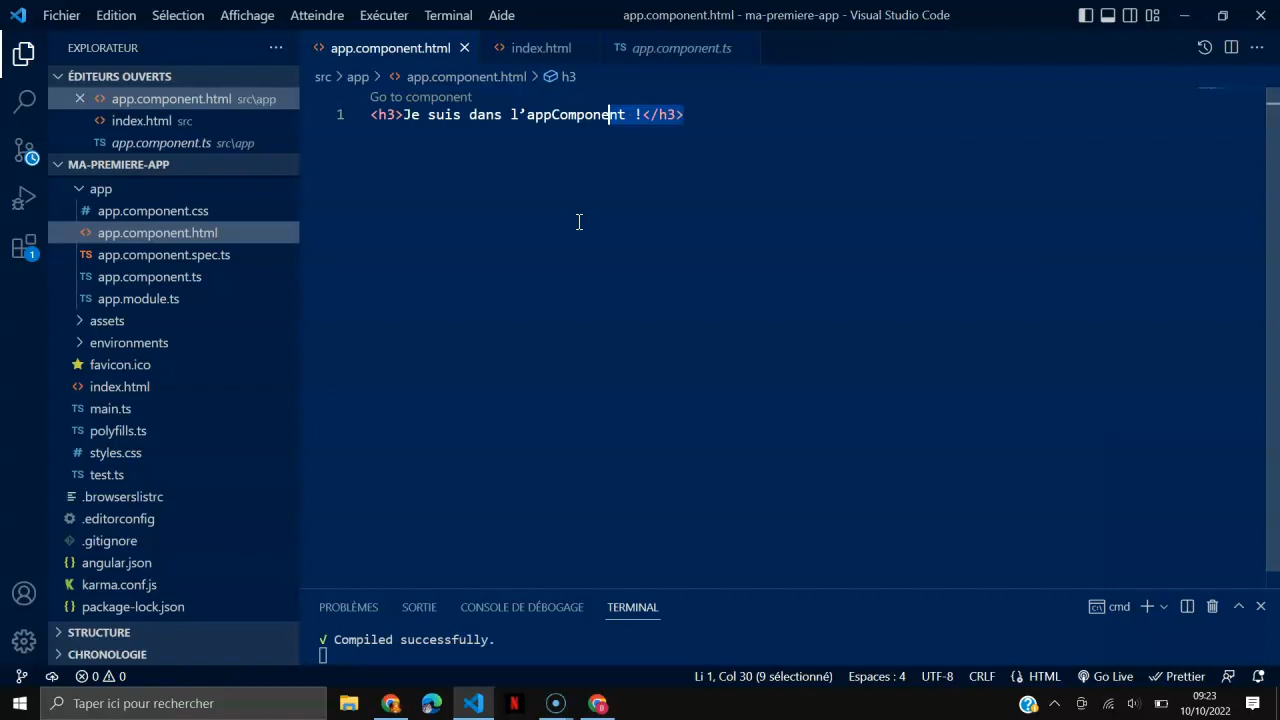 Fichier Edition Sélection Affichage Atteindre Exécuter Terminal Aide
app.component.html - ma-premiere-app - Visual Studio Code
EXPLORATEUR
ÉDITEURS OUVERTS
app.component.html src\app
index.html src
app.component.ts src\app
MA-PREMIERE-APP
app
app.component.css
app.component.html
app.component.spec.ts
app.component.ts
app.module.ts
assets
environments
favicon.ico
index.html
main.ts
polyfills.ts
styles.css
test.ts
.browserslistrc
.editorconfig
.gitignore
angular.json
karma.conf.js
package-lock.json
STRUCTURE
CHRONOLOGIE
app.component.html index.html TS app.component.ts
src > app > app.component.html > h3
Go to component
1 <h3>Je suis dans l’appComponent !</h3>
PROBLÈMES SORTIE CONSOLE DE DÉBOGAGE TERMINAL cmd
√ Compiled successfully.
0 0 Li 1, Col 30 (9 sélectionné) Espaces : 4 UTF-8 CRLF HTML Go Live Prettier
Taper ici pour rechercher
09:23
10/10/2022